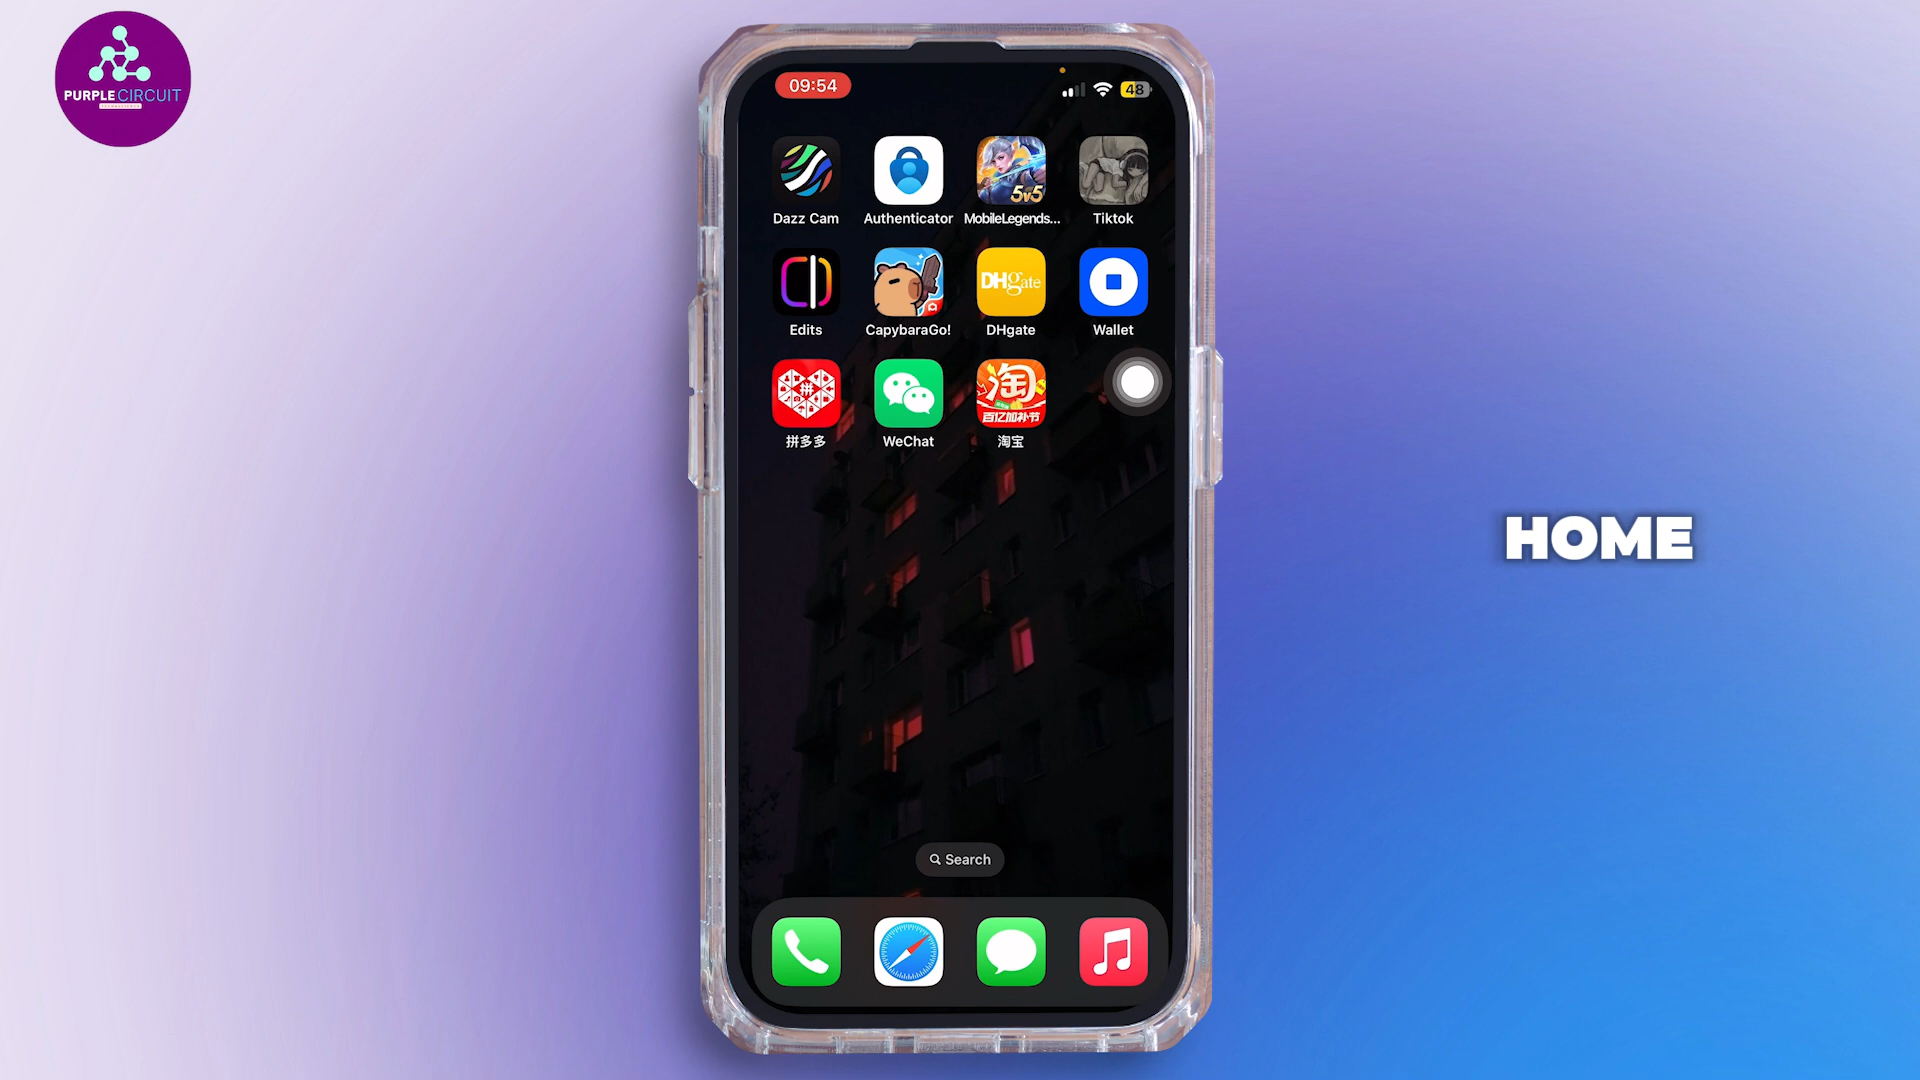 PURPLE CIRCUIT
09:54
48
5v5
Dazz Cam
Authenticator
MobileLegends...
Tiktok
DHgate
Edits
CapybaraGo!
DHgate
Wallet
拼
淘
百亿加补节
拼多多
WeChat
淘宝
HOME
Search